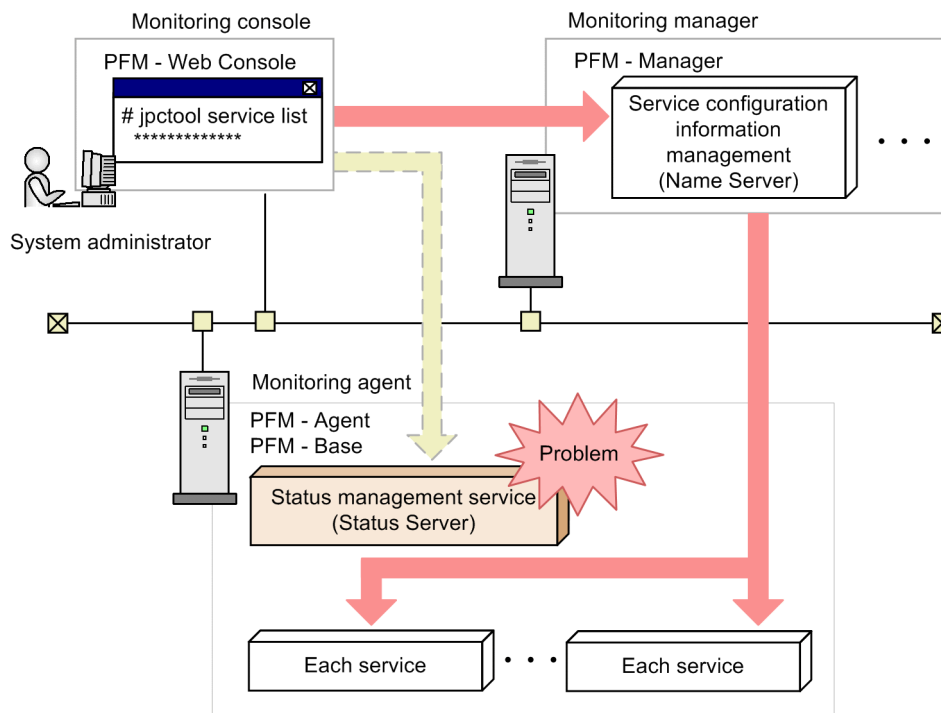 Monitoring console
Monitoring manager
PFM - Web Console
# jpctool service list
*************
PFM - Manager
Service configuration
information
management
(Name Server)
. . .
System administrator
Monitoring agent
PFM - Agent
PFM - Base
Problem
Status management service
(Status Server)
Each service
. . .
Each service